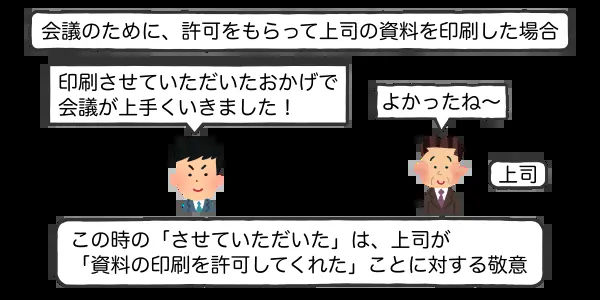 会議のために、許可をもらって上司の資料を印刷した場合
印刷させていただいたおかげで
会議が上手くいきました！
よかったね～
上司
この時の「させていただいた」は、上司が
「資料の印刷を許可してくれた」ことに対する敬意